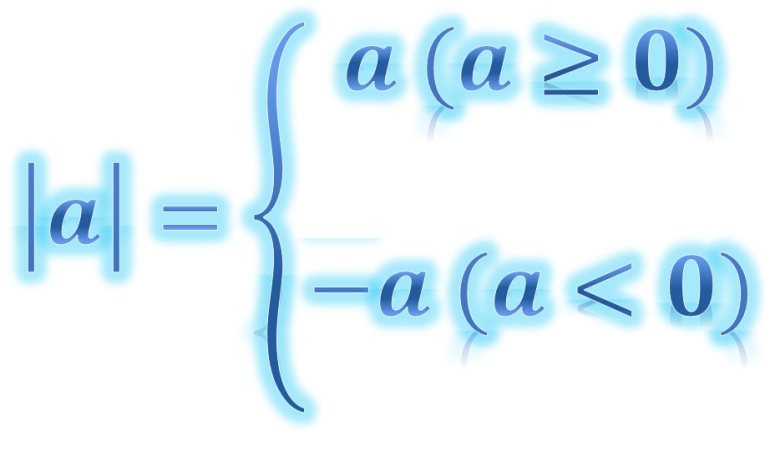 a (a ≥ 0)
|a| = {
−a (a < 0)